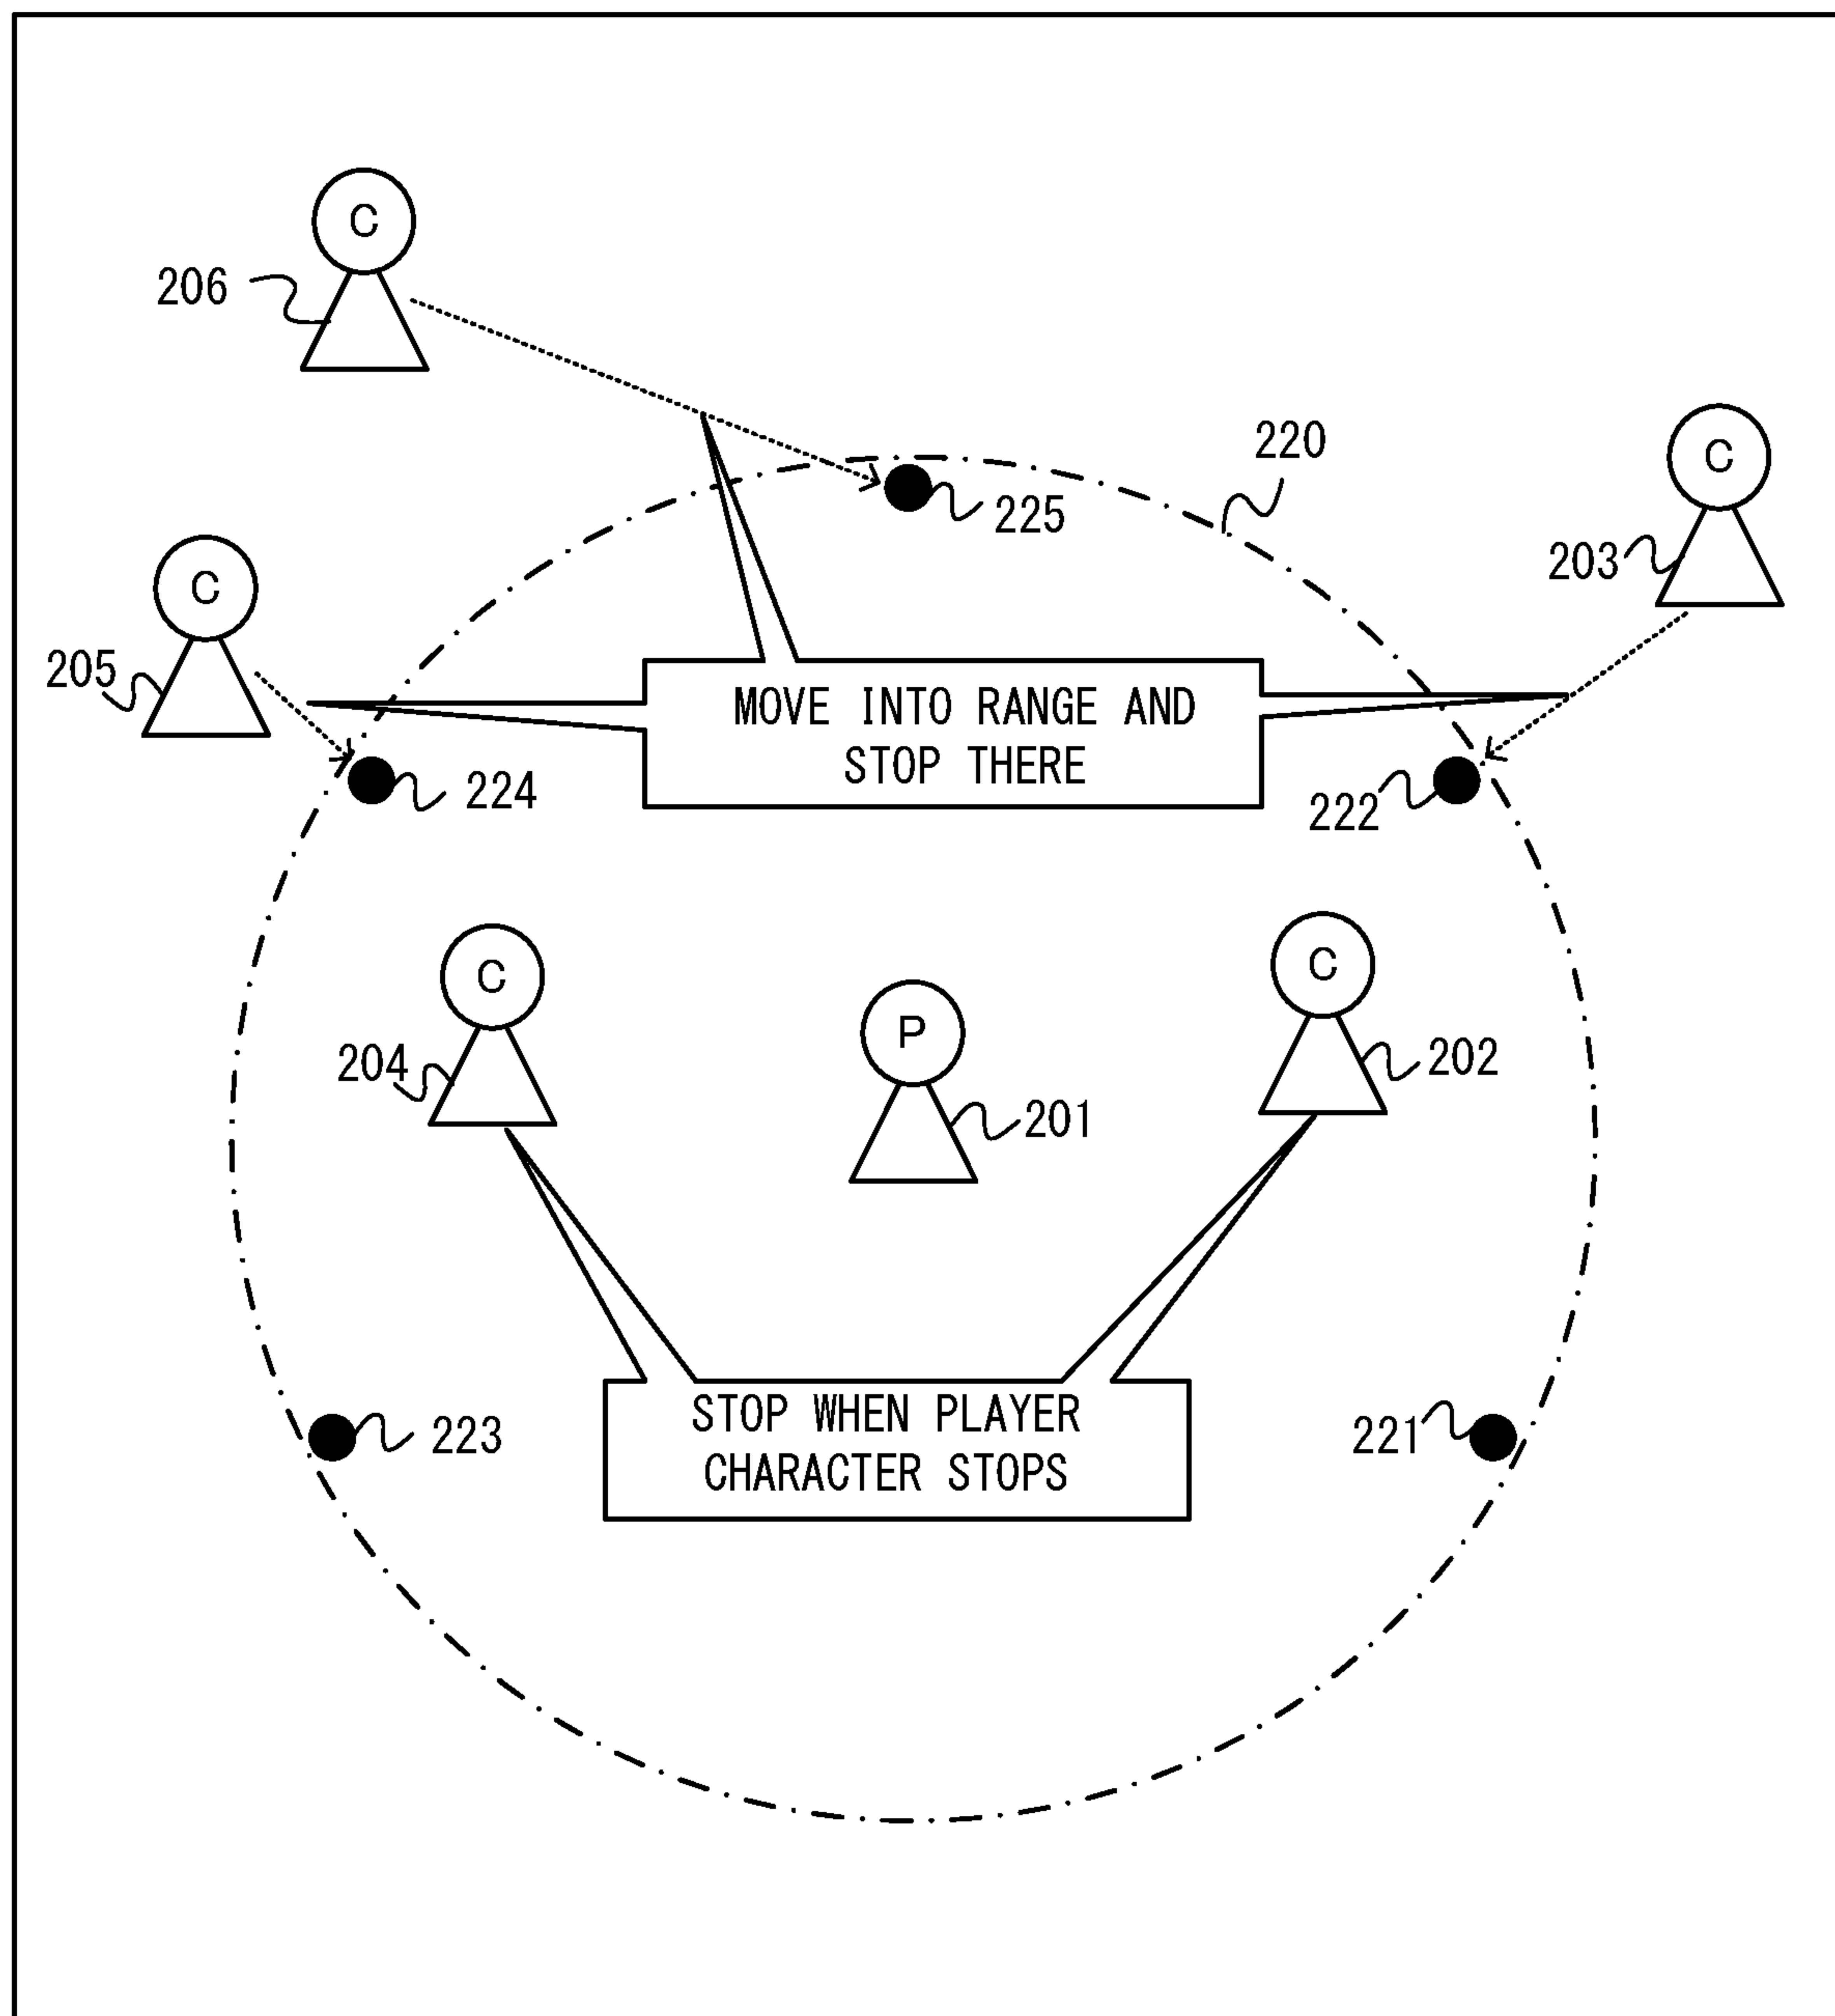 C
206
220
C
225
203
C
205
MOVE INTO RANGE AND
STOP THERE
224
222
C
C
P
204
202
201
STOP WHEN PLAYER
CHARACTER STOPS
223
221